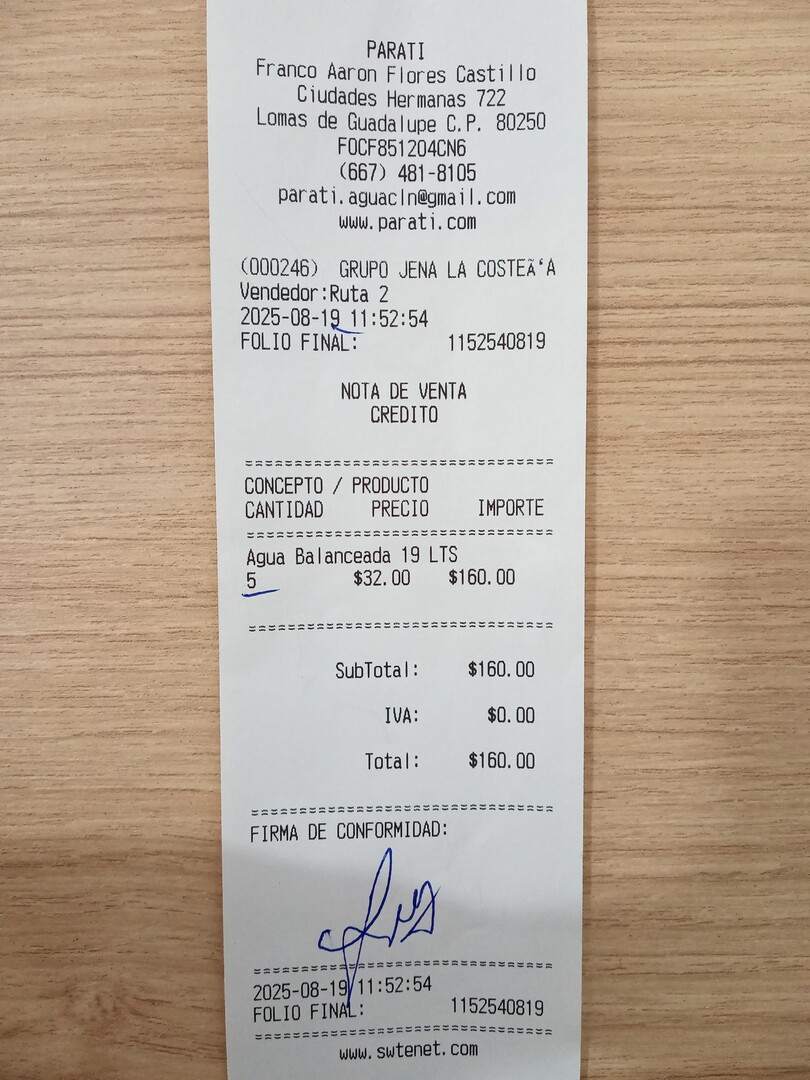 PARATI
Franco Aaron Flores Castillo
Ciudades Hermanas 722
Lomas de Guadalupe C.P. 80250
FOCF851204CN6
(667) 481-8105
parati.aguacln@gmail.com
www.parati.com
(000246) GRUPO JENA LA COSTEÃ‘A
Vendedor:Ruta 2
2025-08-19 11:52:54
FOLIO FINAL: 1152540819
NOTA DE VENTA
CREDITO
CONCEPTO / PRODUCTO
CANTIDAD PRECIO IMPORTE
Agua Balanceada 19 LTS
5 $32.00 $160.00
SubTotal: $160.00
IVA: $0.00
Total: $160.00
FIRMA DE CONFORMIDAD:
2025-08-19 11:52:54
FOLIO FINAL: 1152540819
www.swtenet.com